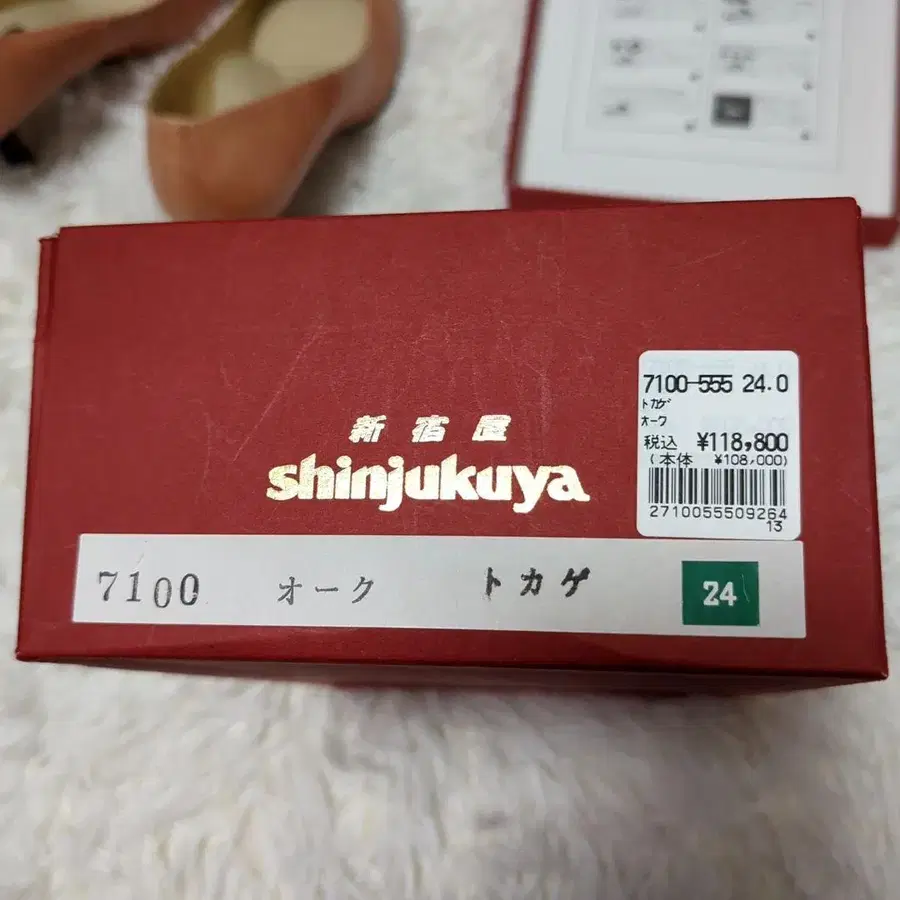 新宿屋
shinjukuya
7100-555 24.0
トカゲ
オーク
税込 ¥118,800
(本体 ¥108,000)
2710055509264
13
7100 オーク トカゲ 24